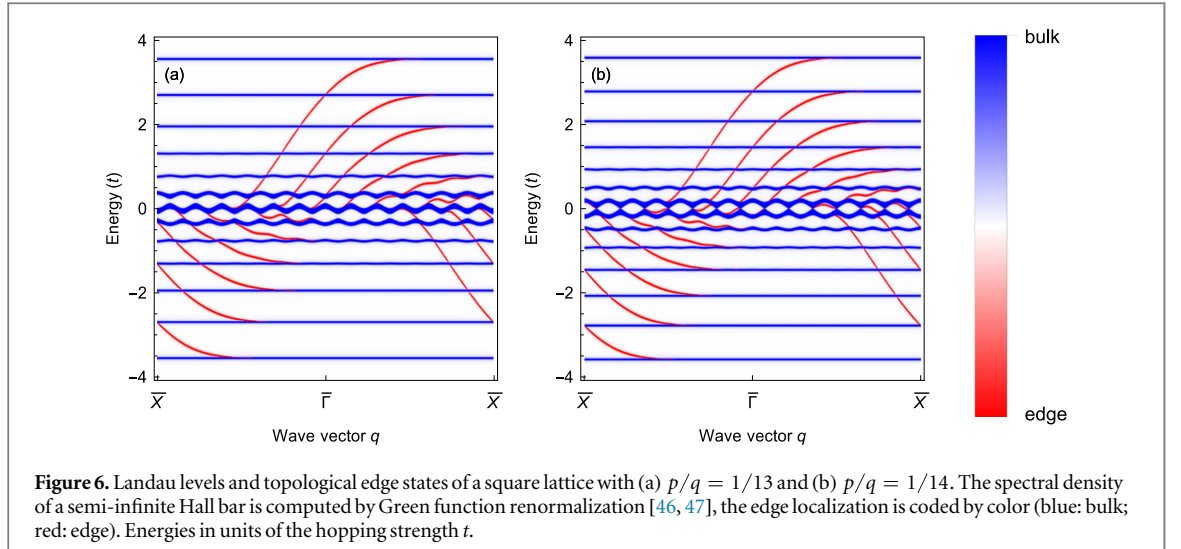 4
2
0
−2
−4
Energy (t)
(a)
X̅
Γ̅
X̅
Wave vector q
4
2
0
−2
−4
Energy (t)
(b)
X̅
Γ̅
X̅
Wave vector q
bulk
edge
Figure 6. Landau levels and topological edge states of a square lattice with (a) p/q = 1/13 and (b) p/q = 1/14. The spectral density
of a semi-infinite Hall bar is computed by Green function renormalization [46, 47], the edge localization is coded by color (blue: bulk;
red: edge). Energies in units of the hopping strength t.